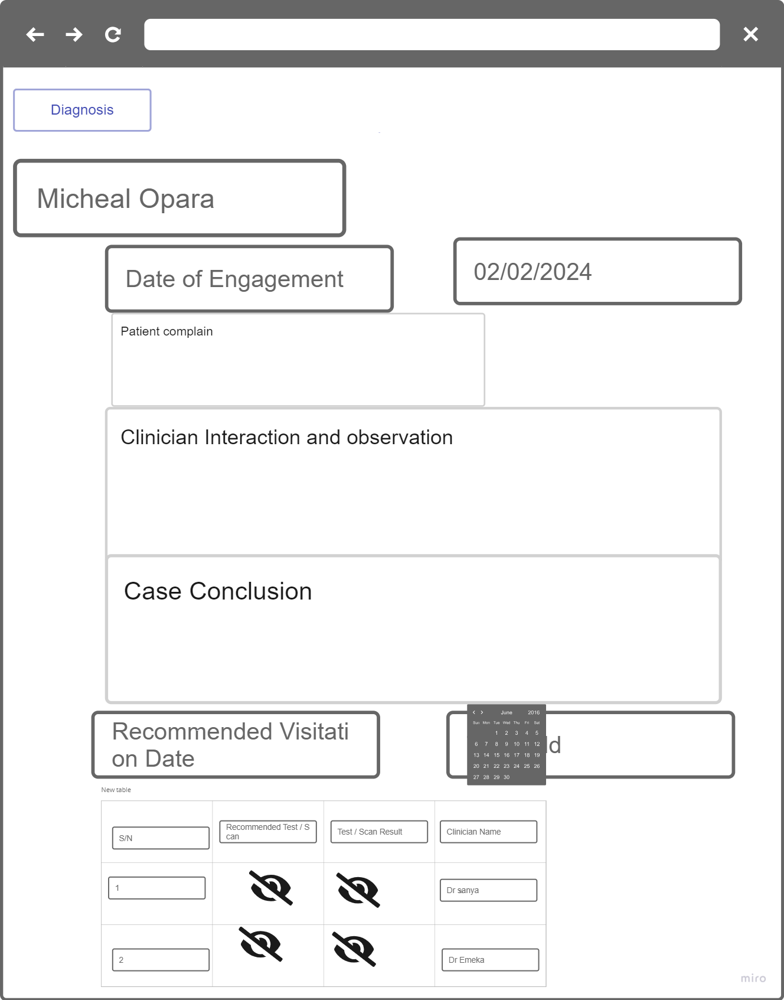 Diagnosis
Micheal Opara
Date of Engagement
02/02/2024
Patient complain
Clinician Interaction and observation
Case Conclusion
Recommended Visitati
on Date
June 2016
Sun Mon Tue Wed Thu Fri Sat
1 2 3 4 5
6 7 8 9 10 11 12
13 14 15 16 17 18 19
20 21 22 23 24 25 26
27 28 29 30
ld
New table
S/N
Recommended Test / S
can
Test / Scan Result
Clinician Name
1
Dr sanya
2
Dr Emeka
miro